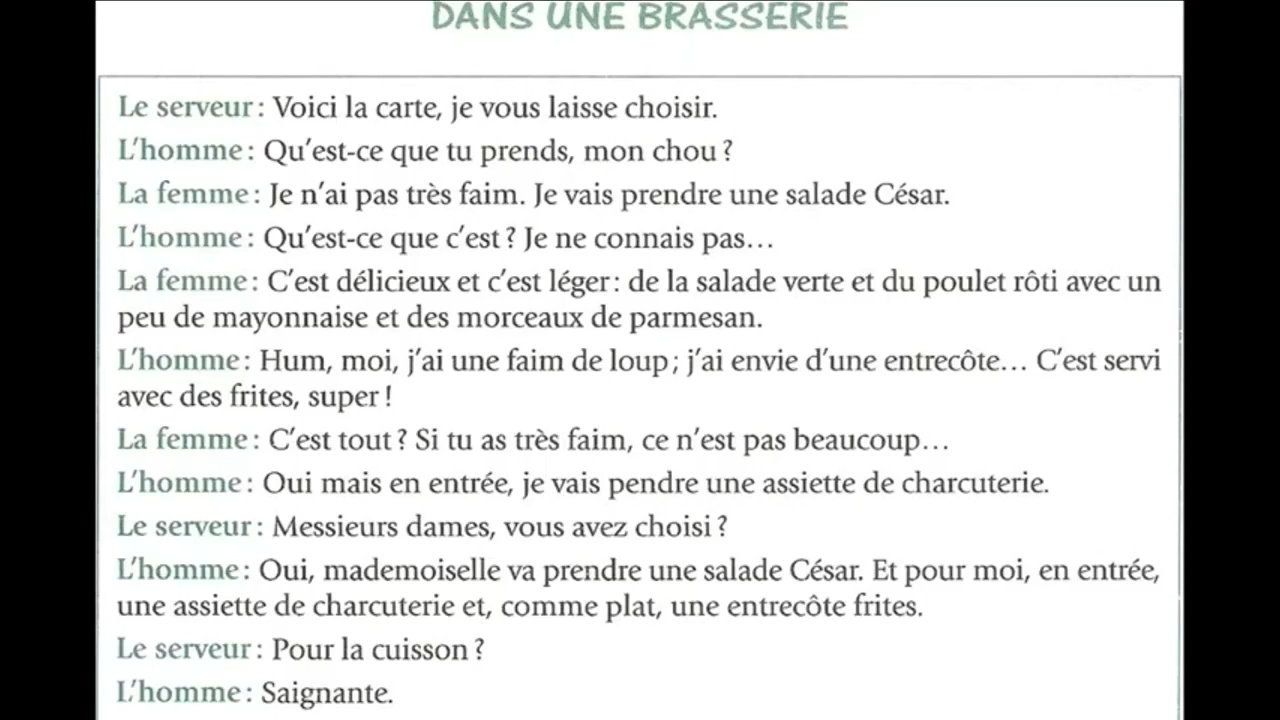 DANS UNE BRASSERIE
Le serveur : Voici la carte, je vous laisse choisir.
L'homme : Qu'est-ce que tu prends, mon chou ?
La femme : Je n'ai pas très faim. Je vais prendre une salade César.
L'homme : Qu'est-ce que c'est ? Je ne connais pas…
La femme : C'est délicieux et c'est léger : de la salade verte et du poulet rôti avec un
peu de mayonnaise et des morceaux de parmesan.
L'homme : Hum, moi, j'ai une faim de loup ; j'ai envie d'une entrecôte… C'est servi
avec des frites, super !
La femme : C'est tout ? Si tu as très faim, ce n'est pas beaucoup…
L'homme : Oui mais en entrée, je vais pendre une assiette de charcuterie.
Le serveur : Messieurs dames, vous avez choisi ?
L'homme : Oui, mademoiselle va prendre une salade César. Et pour moi, en entrée,
une assiette de charcuterie et, comme plat, une entrecôte frites.
Le serveur : Pour la cuisson ?
L'homme : Saignante.